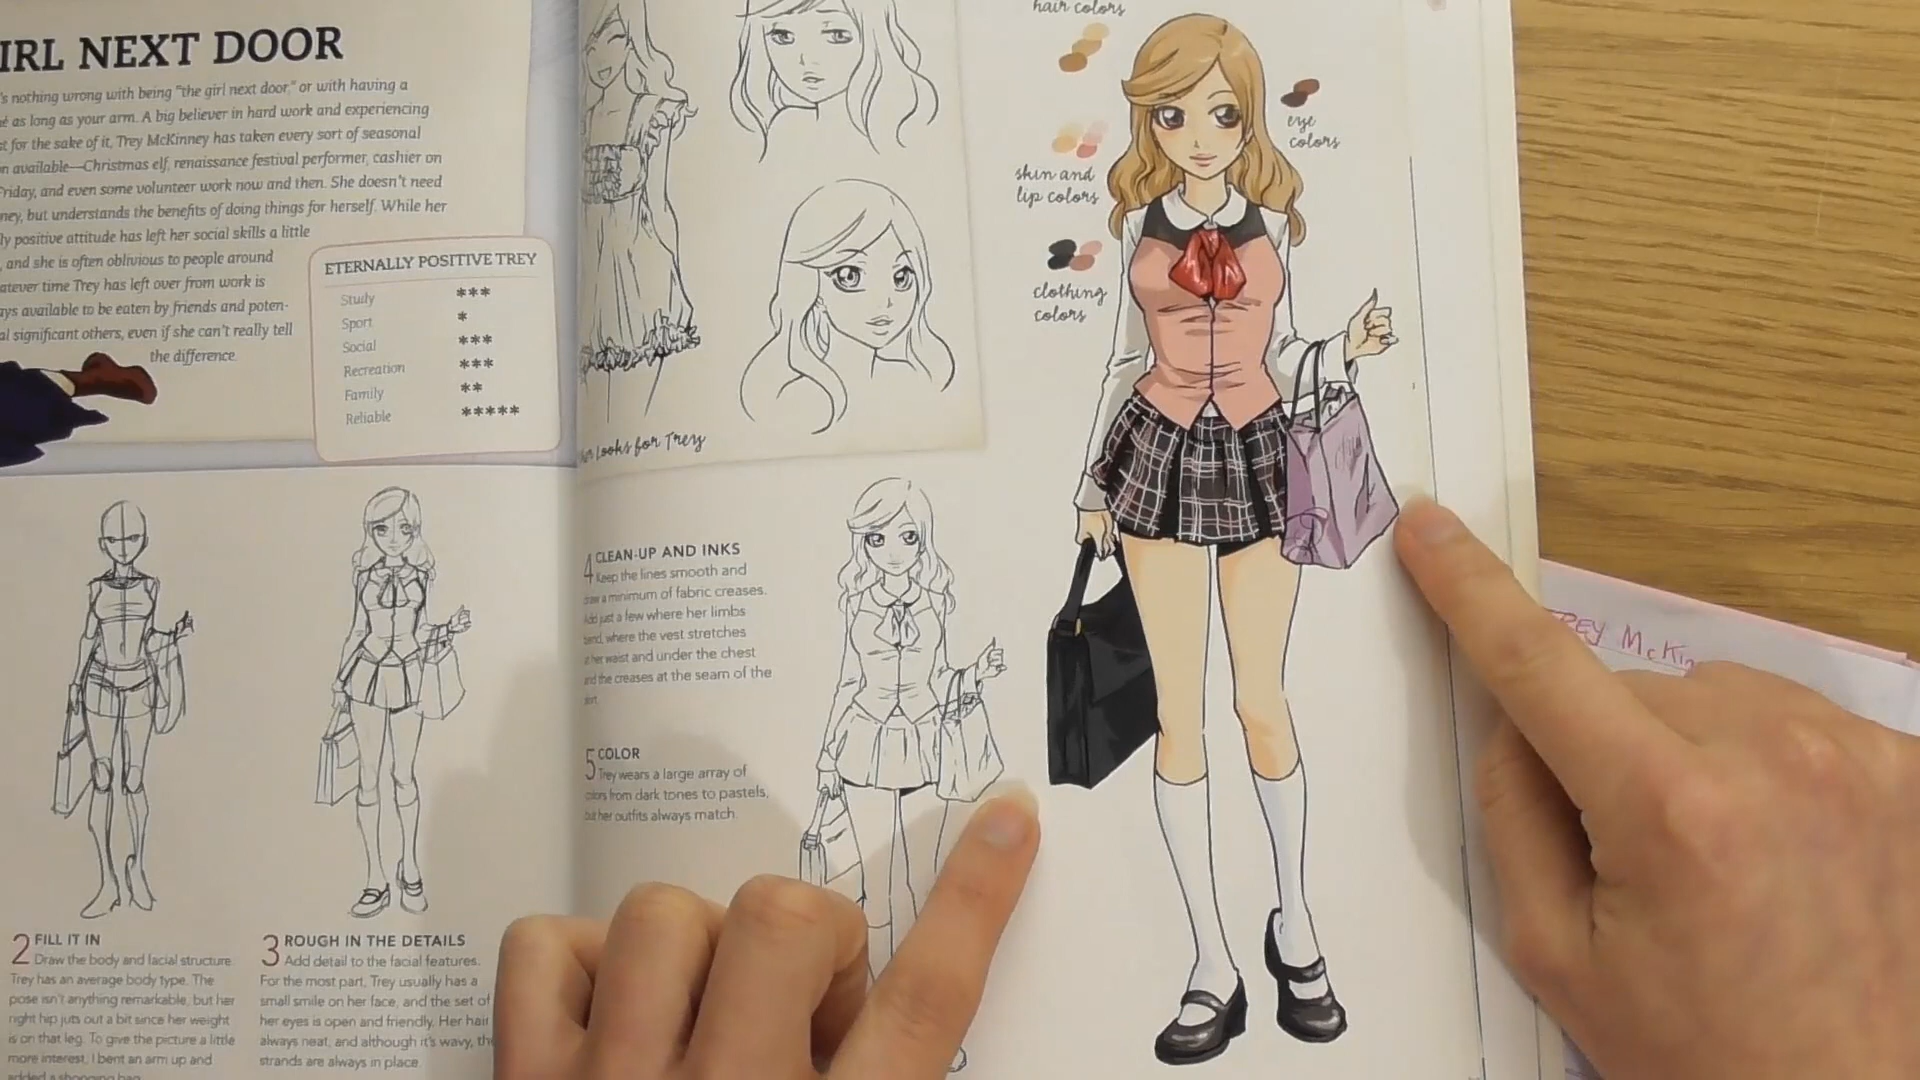 IRL NEXT DOOR
's nothing wrong with being "the girl next door," or with having a
é as long as your arm. A big believer in hard work and experiencing
st for the sake of it, Trey McKinney has taken every sort of seasonal
on available—Christmas elf, renaissance festival performer, cashier on
Friday, and even some volunteer work now and then. She doesn't need
ney, but understands the benefits of doing things for herself. While her
ly positive attitude has left her social skills a little
, and she is often oblivious to people around
atever time Trey has left over from work is
ays available to be eaten by friends and poten-
al significant others, even if she can't really tell
the difference.
ETERNALLY POSITIVE TREY
Study ***
Sport *
Social ***
Recreation ***
Family **
Reliable *****
2 FILL IT IN
Draw the body and facial structure.
Trey has an average body type. The
pose isn't anything remarkable, but her
right hip juts out a bit since her weight
is on that leg. To give the picture a little
more interest, I bent an arm up and
added a shopping bag.
3 ROUGH IN THE DETAILS
Add detail to the facial features.
For the most part, Trey usually has a
small smile on her face, and the set of
her eyes is open and friendly. Her hair
always neat, and although it's wavy, th
strands are always in place.
Looks for Trey
4 CLEAN-UP AND INKS
Keep the lines smooth and
draw a minimum of fabric creases.
Add just a few where her limbs
bend, where the vest stretches
at her waist and under the chest
and the creases at the seam of the
5 COLOR
Trey wears a large array of
colors from dark tones to pastels,
but her outfits always match.
hair colors
eye
colors
skin and
lip colors
clothing
colors
TREY McKin